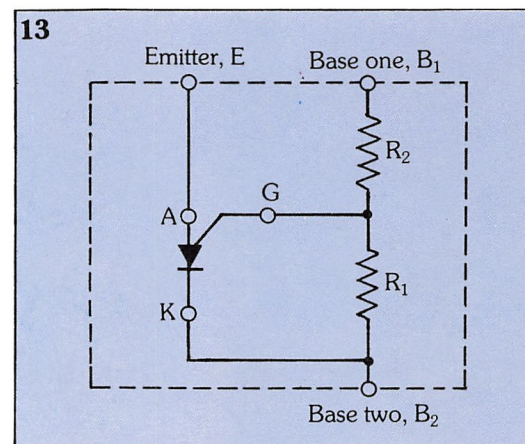 13
Emitter, E
Base one, B₁
R₂
G
A
R₁
K
Base two, B₂